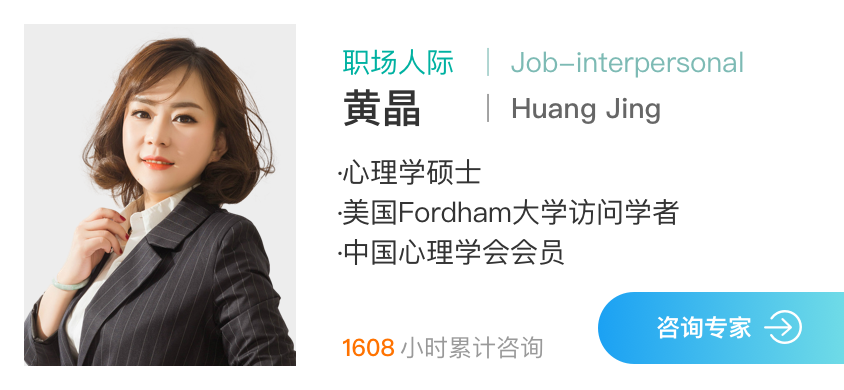 职场人际 | Job-interpersonal
黄晶 | Huang Jing
·心理学硕士
·美国Fordham大学访问学者
·中国心理学会会员
1608 小时累计咨询
咨询专家